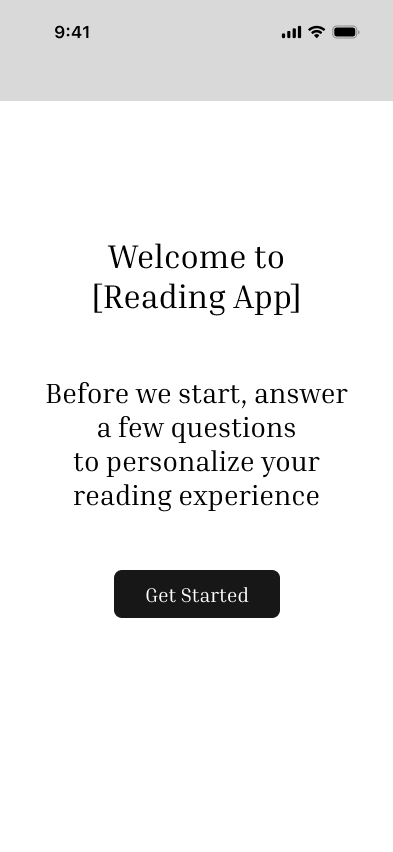 9:41
Welcome to
[Reading App]
Before we start, answer
a few questions
to personalize your
reading experience
Get Started